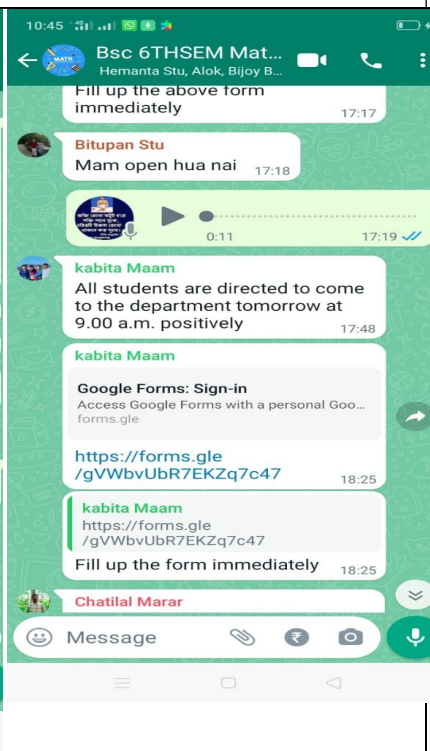 10:45
Bsc 6THSEM Mat...
Hemanta Stu, Alok, Bijoy B...
Fill up the above form
immediately 17:17
Bitupan Stu
Mam open hua nai 17:18
0:11 17:19
kabita Maam
All students are directed to come
to the department tomorrow at
9.00 a.m. positively 17:48
kabita Maam
Google Forms: Sign-in
Access Google Forms with a personal Goo...
forms.gle
https://forms.gle
/gVWbvUbR7EKZq7c47 18:25
kabita Maam
https://forms.gle
/gVWbvUbR7EKZq7c47
Fill up the form immediately 18:25
Chatilal Marar
Message